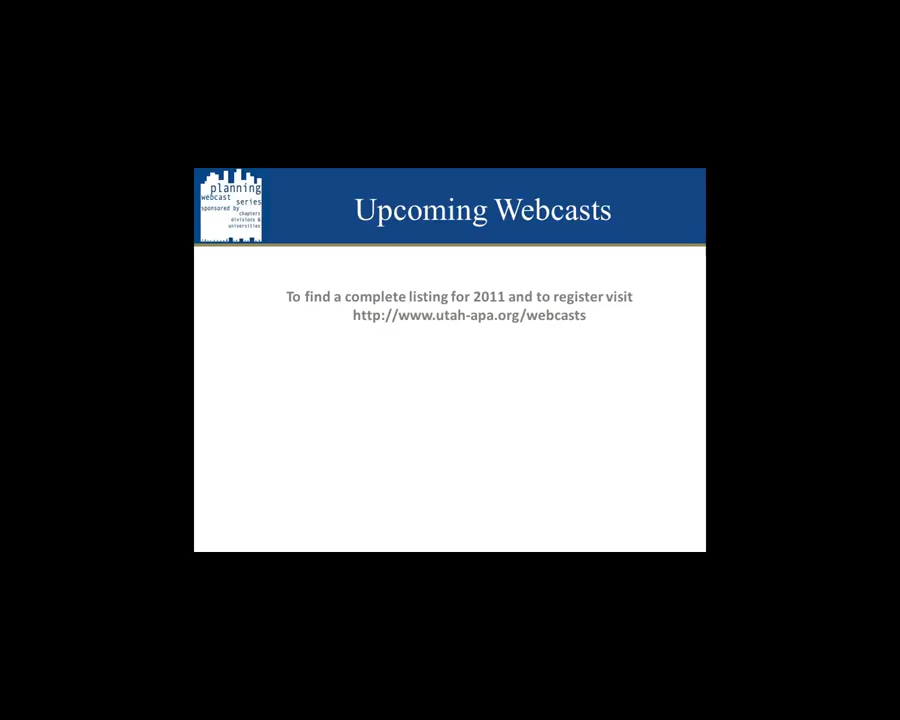 planning
webcast series
sponsored by
chapters
divisions &
universities
Upcoming Webcasts
To find a complete listing for 2011 and to register visit
http://www.utah-apa.org/webcasts